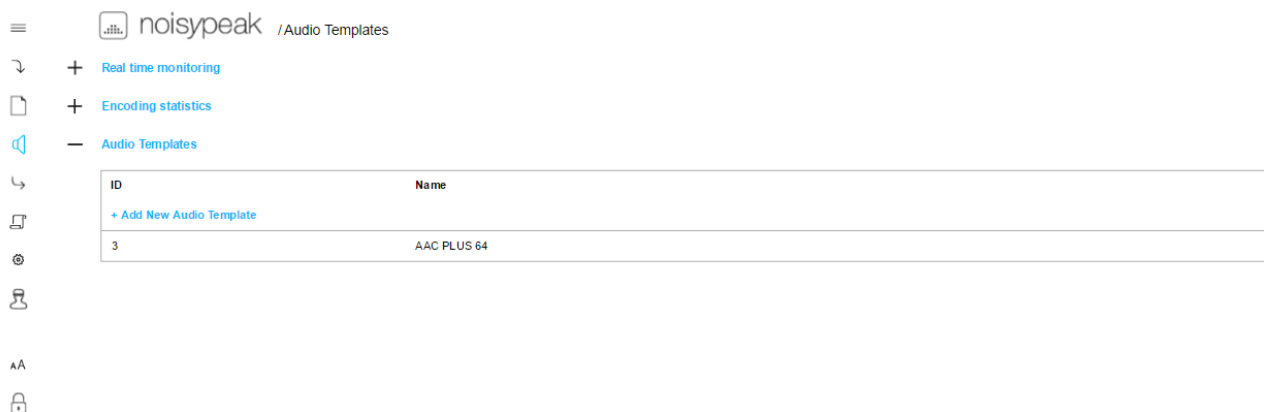 noisypeak / Audio Templates
+ Real time monitoring
+ Encoding statistics
— Audio Templates
ID Name
+ Add New Audio Template
3 AAC PLUS 64
AA